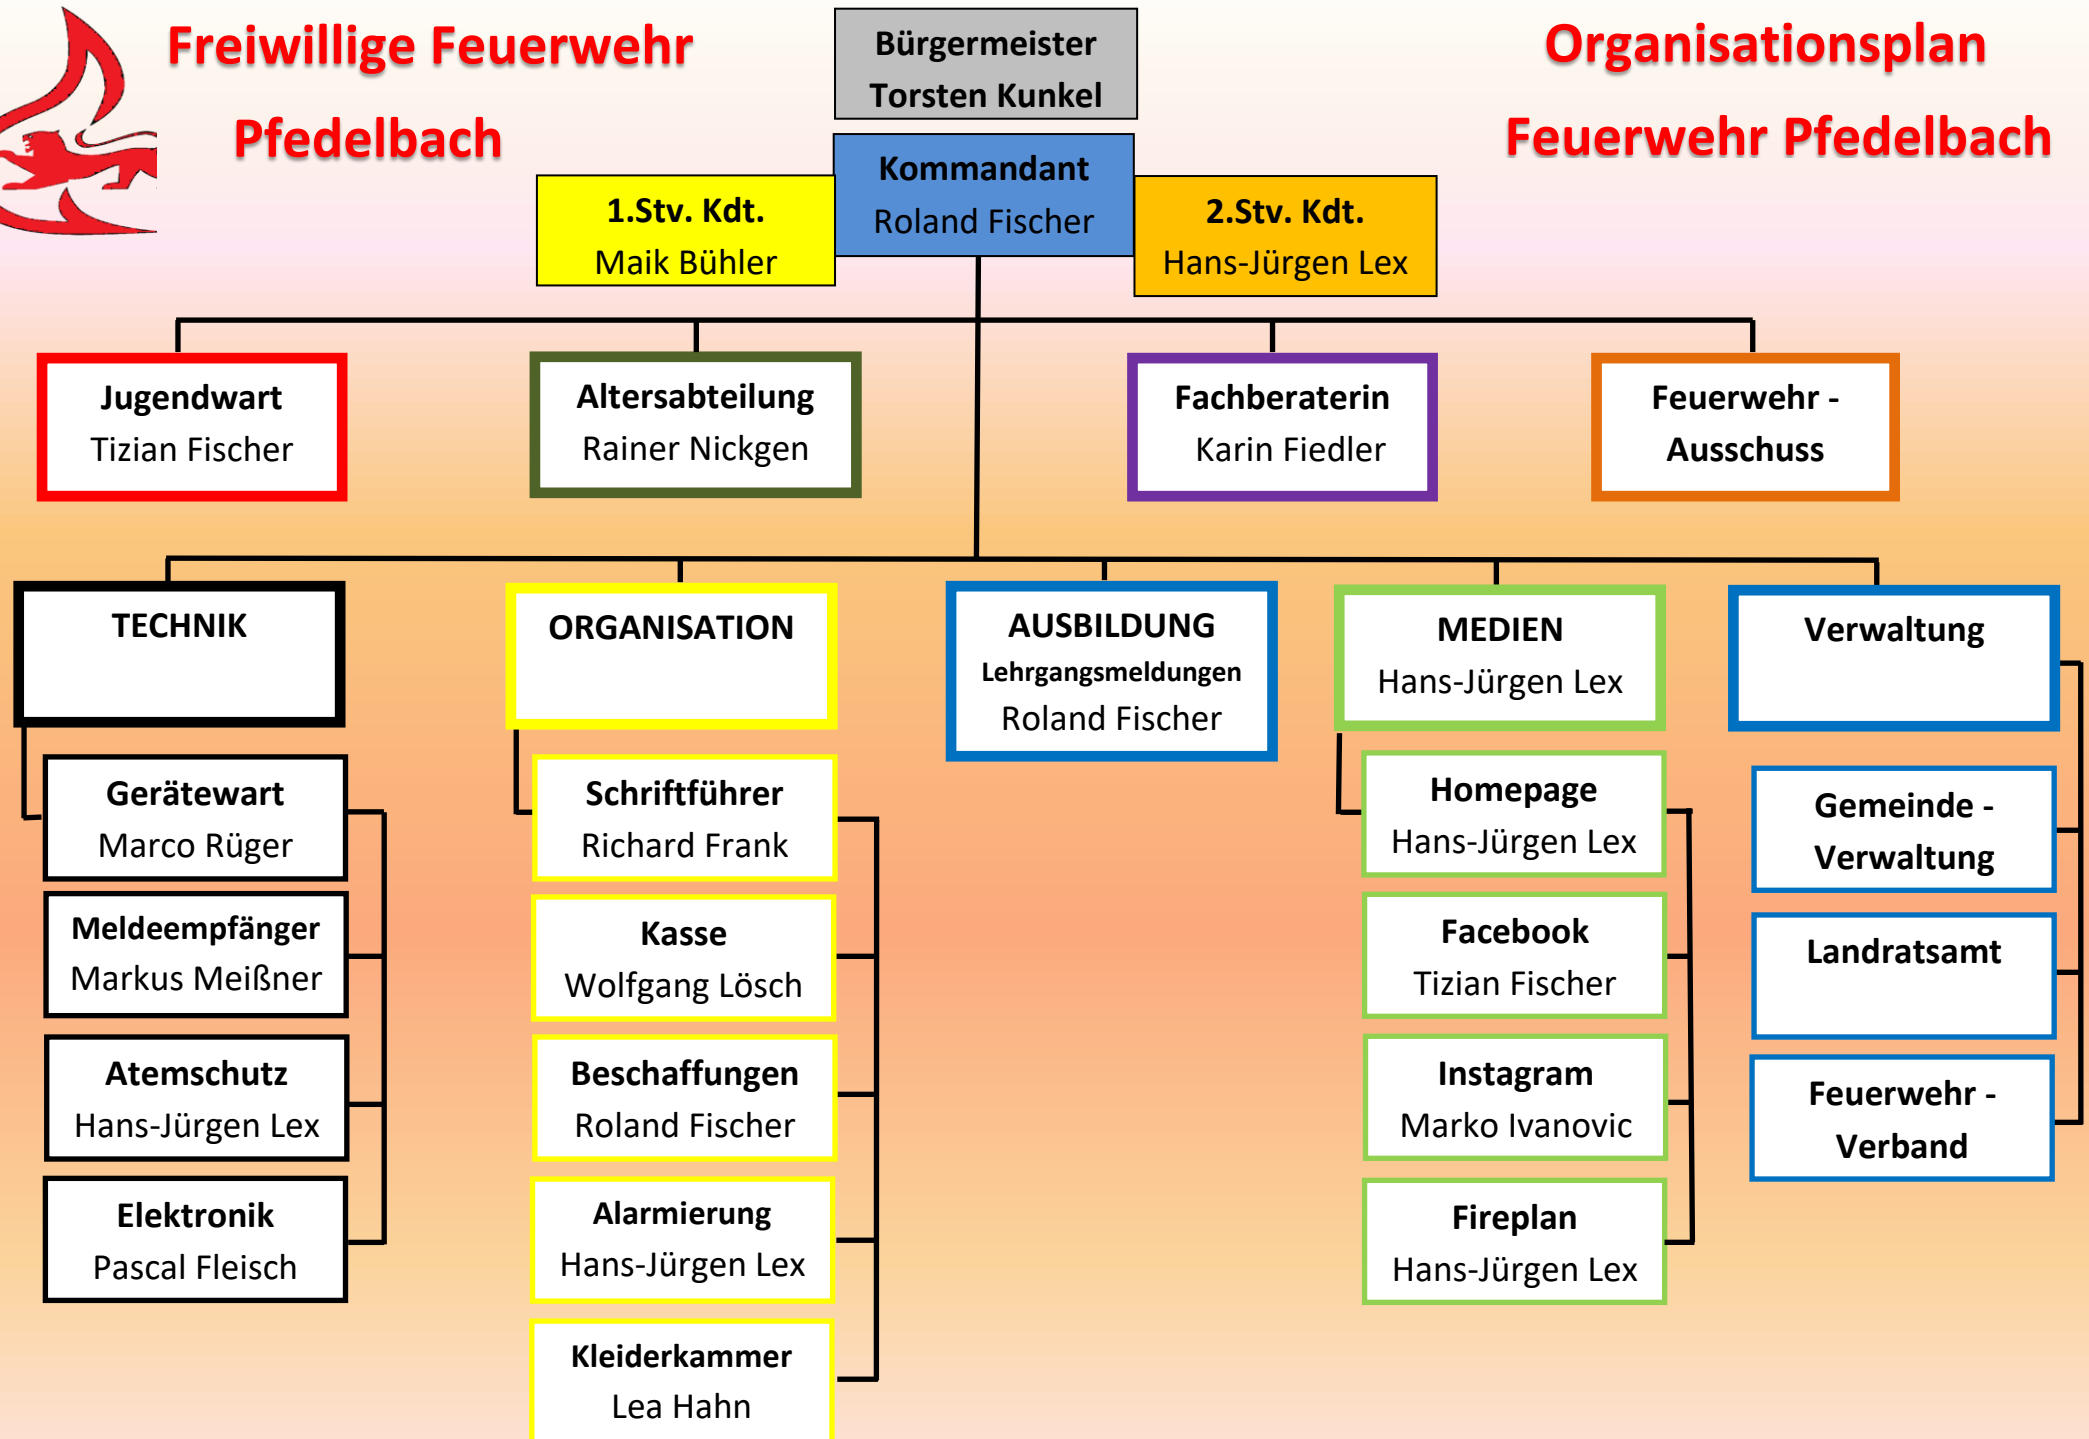 Freiwillige Feuerwehr
Pfedelbach
Bürgermeister
Torsten Kunkel
Organisationsplan
Feuerwehr Pfedelbach
Kommandant
Roland Fischer
1.Stv. Kdt.
Maik Bühler
2.Stv. Kdt.
Hans-Jürgen Lex
Jugendwart
Tizian Fischer
Altersabteilung
Rainer Nickgen
Fachberaterin
Karin Fiedler
Feuerwehr -
Ausschuss
TECHNIK
ORGANISATION
AUSBILDUNG
Lehrgangsmeldungen
Roland Fischer
MEDIEN
Hans-Jürgen Lex
Verwaltung
Gerätewart
Marco Rüger
Meldeempfänger
Markus Meißner
Atemschutz
Hans-Jürgen Lex
Elektronik
Pascal Fleisch
Schriftführer
Richard Frank
Kasse
Wolfgang Lösch
Beschaffungen
Roland Fischer
Alarmierung
Hans-Jürgen Lex
Kleiderkammer
Lea Hahn
Homepage
Hans-Jürgen Lex
Facebook
Tizian Fischer
Instagram
Marko Ivanovic
Fireplan
Hans-Jürgen Lex
Gemeinde -
Verwaltung
Landratsamt
Feuerwehr -
Verband